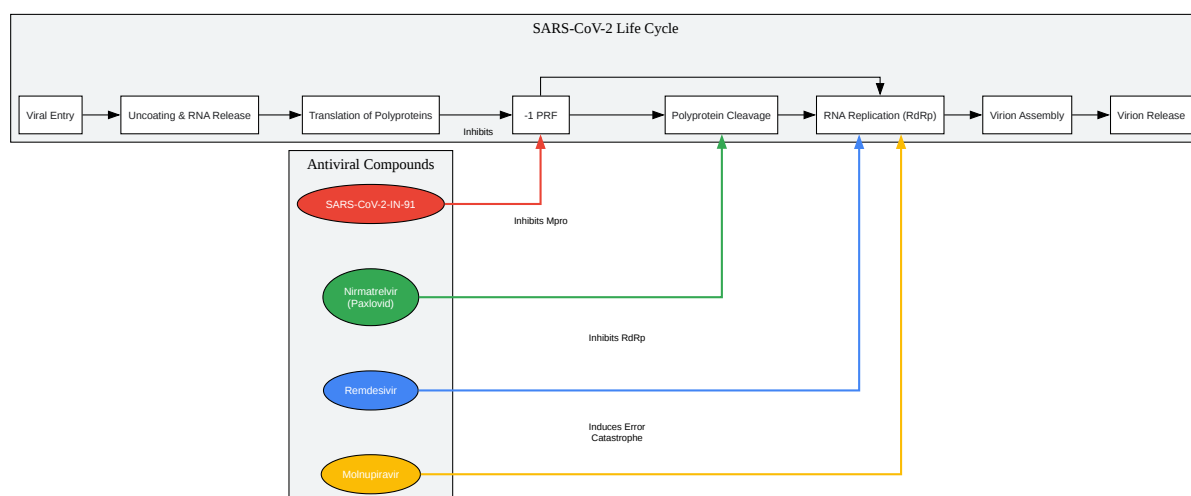 SARS-CoV-2 Life Cycle
Viral Entry
Uncoating & RNA Release
Translation of Polyproteins
-1 PRF
Polyprotein Cleavage
RNA Replication (RdRp)
Virion Assembly
Virion Release
Inhibits
Antiviral Compounds
SARS-CoV-2-IN-91
Inhibits Mpro
Nirmatrelvir
(Paxlovid)
Inhibits RdRp
Remdesivir
Induces Error
Catastrophe
Molnupiravir